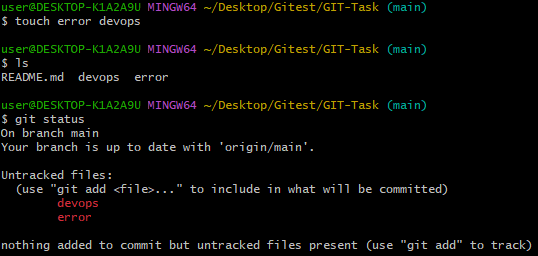 user@DESKTOP-K1A2A9U MINGW64 ~/Desktop/Gitest/GIT-Task (main)
$ touch error devops
user@DESKTOP-K1A2A9U MINGW64 ~/Desktop/Gitest/GIT-Task (main)
$ ls
README.md  devops  error
user@DESKTOP-K1A2A9U MINGW64 ~/Desktop/Gitest/GIT-Task (main)
$ git status
On branch main
Your branch is up to date with 'origin/main'.
Untracked files:
  (use "git add <file>..." to include in what will be committed)
        devops
        error
nothing added to commit but untracked files present (use "git add" to track)